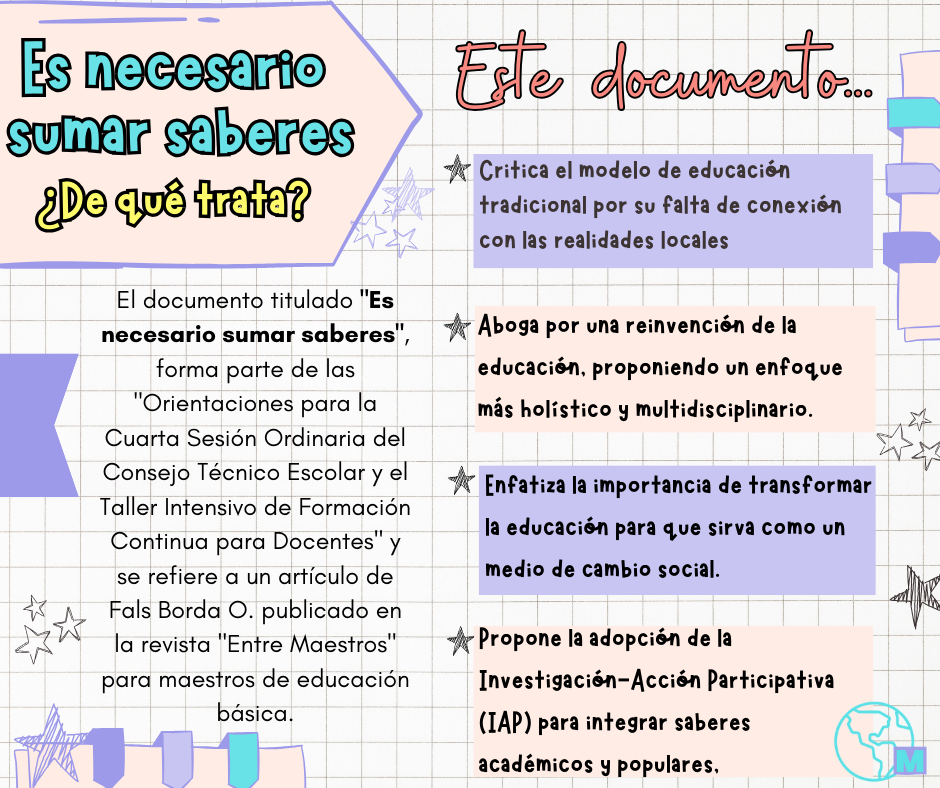 Es necesario
sumar saberes
¿De qué trata?
El documento titulado "Es
necesario sumar saberes",
forma parte de las
"Orientaciones para la
Cuarta Sesión Ordinaria del
Consejo Técnico Escolar y el
Taller Intensivo de Formación
Continua para Docentes" y
se refiere a un artículo de
Fals Borda O. publicado en
la revista "Entre Maestros"
para maestros de educación
básica.
Este documento...
Critica el modelo de educación
tradicional por su falta de conexión
con las realidades locales
Aboga por una reinvención de la
educación, proponiendo un enfoque
más holístico y multidisciplinario.
Enfatiza la importancia de transformar
la educación para que sirva como un
medio de cambio social.
Propone la adopción de la
Investigación-Acción Participativa
(IAP) para integrar saberes
académicos y populares,
M